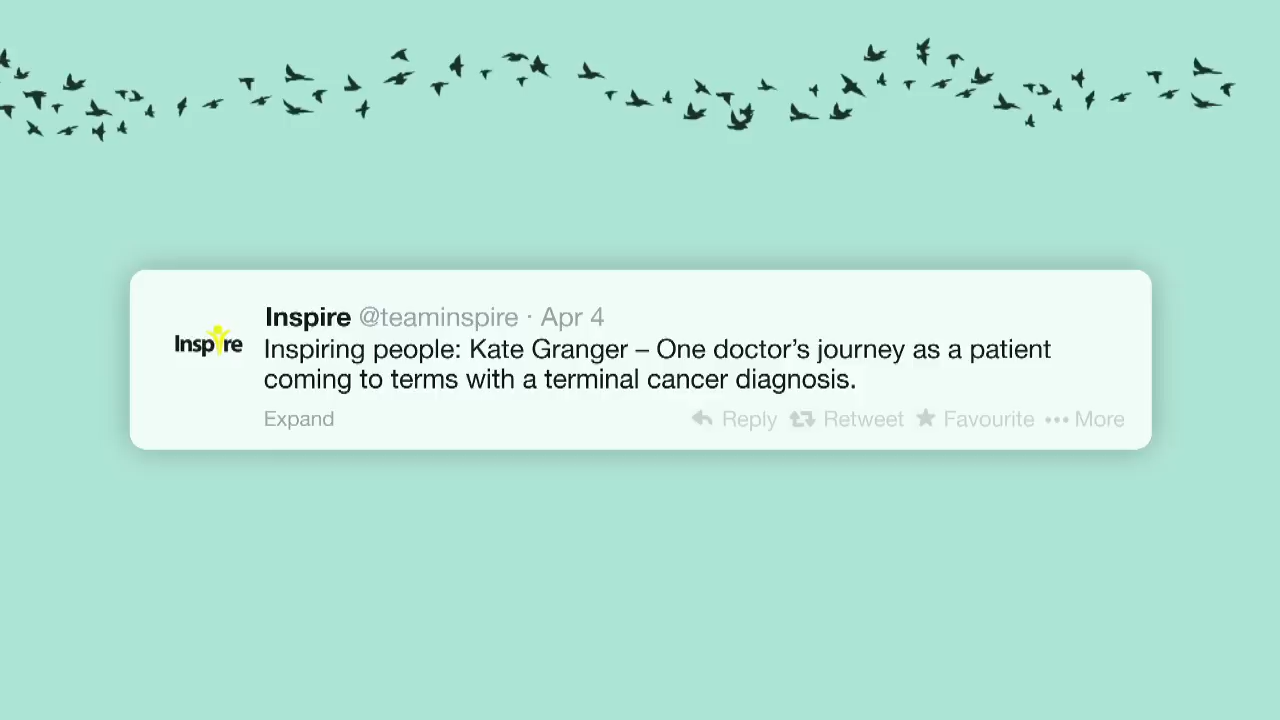 Inspire @teaminspire · Apr 4
Inspire
Inspiring people: Kate Granger – One doctor’s journey as a patient
coming to terms with a terminal cancer diagnosis.
Expand Reply Retweet Favourite ••• More